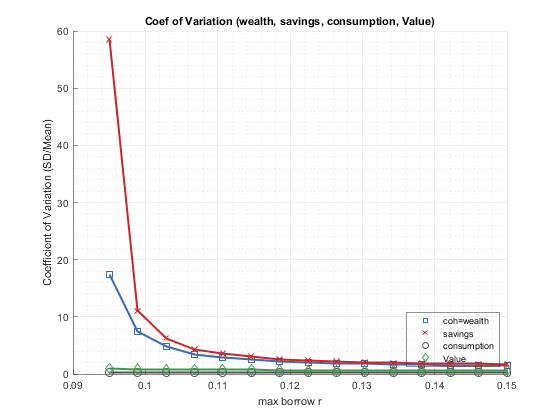 Coef of Variation (wealth, savings, consumption, Value)
Coefficient of Variation (SD/Mean)
60
50
40
30
20
10
0
coh=wealth
savings
consumption
Value
0.09
0.1
0.11
0.12
0.13
0.14
0.15
max borrow r